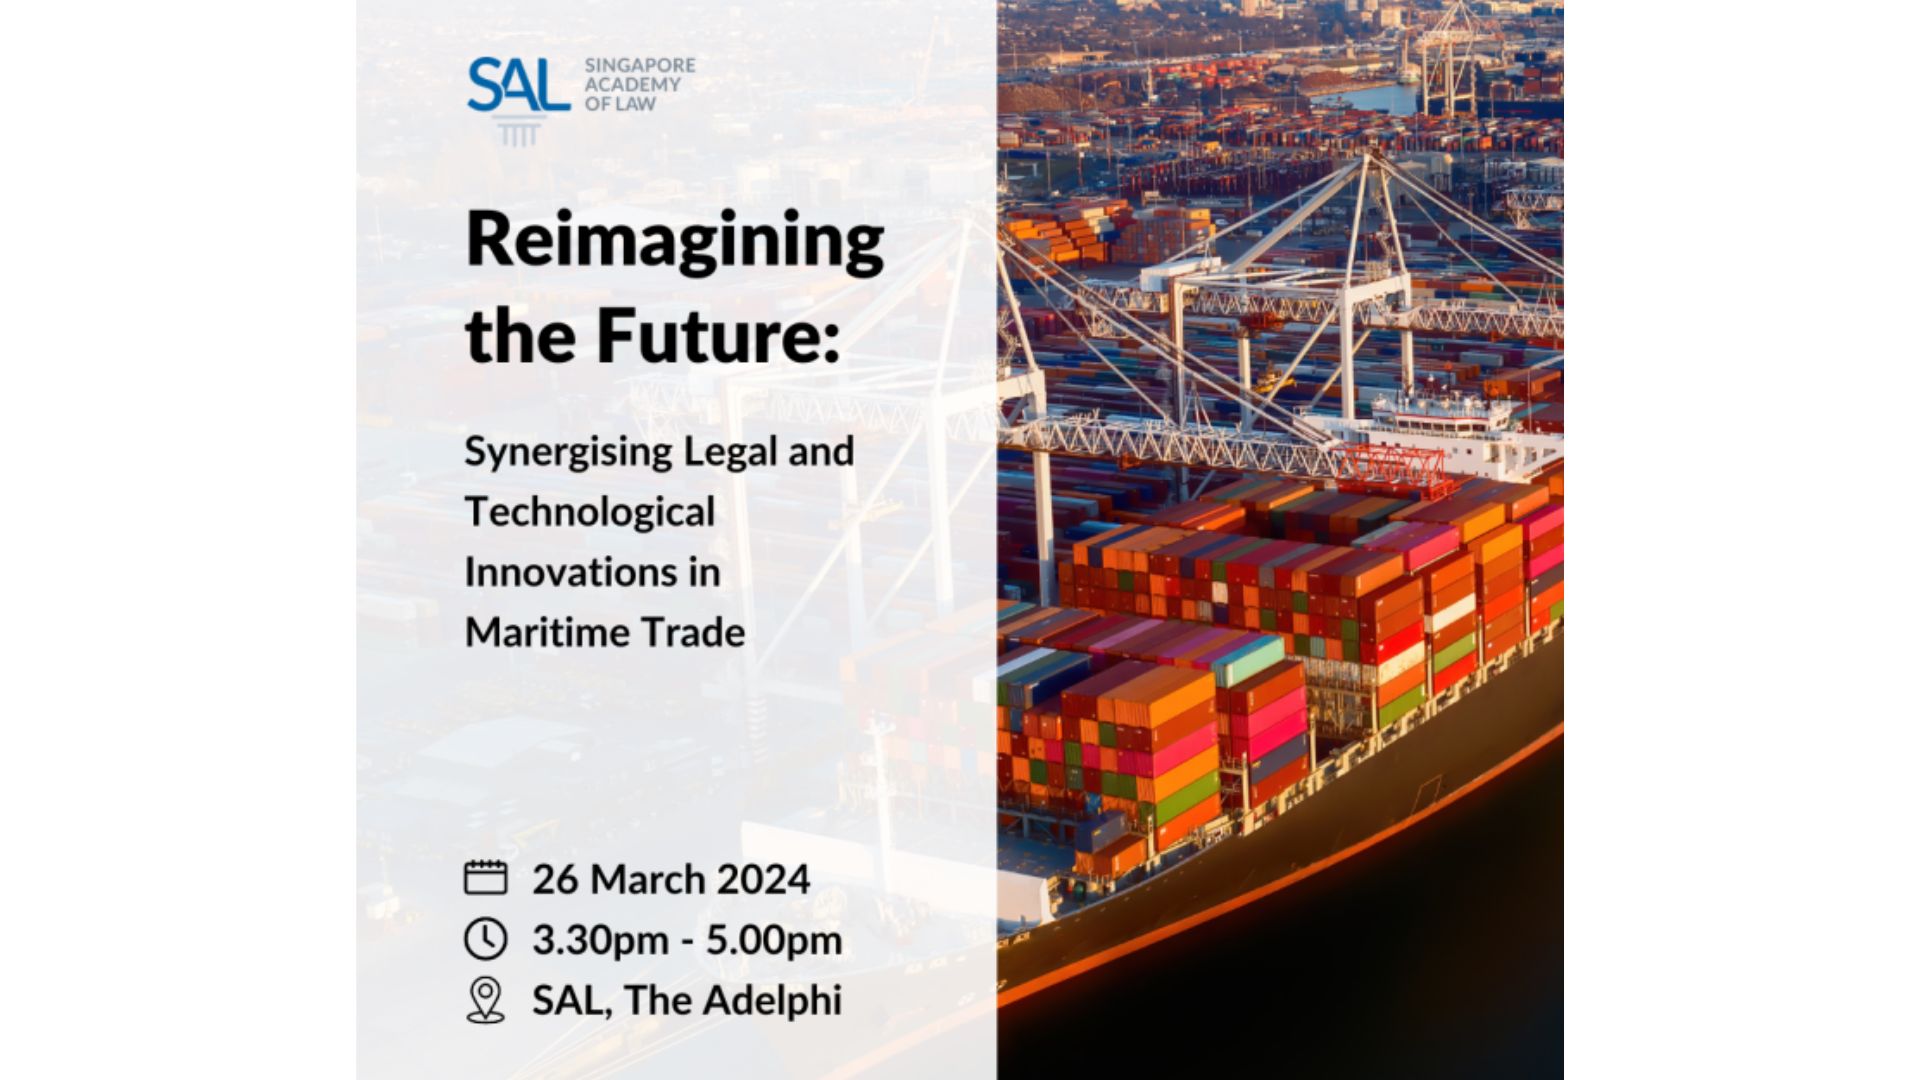 SAL
SINGAPORE
ACADEMY
OF LAW
Reimagining
the Future:
Synergising Legal and
Technological
Innovations in
Maritime Trade
26 March 2024
3.30pm - 5.00pm
SAL, The Adelphi